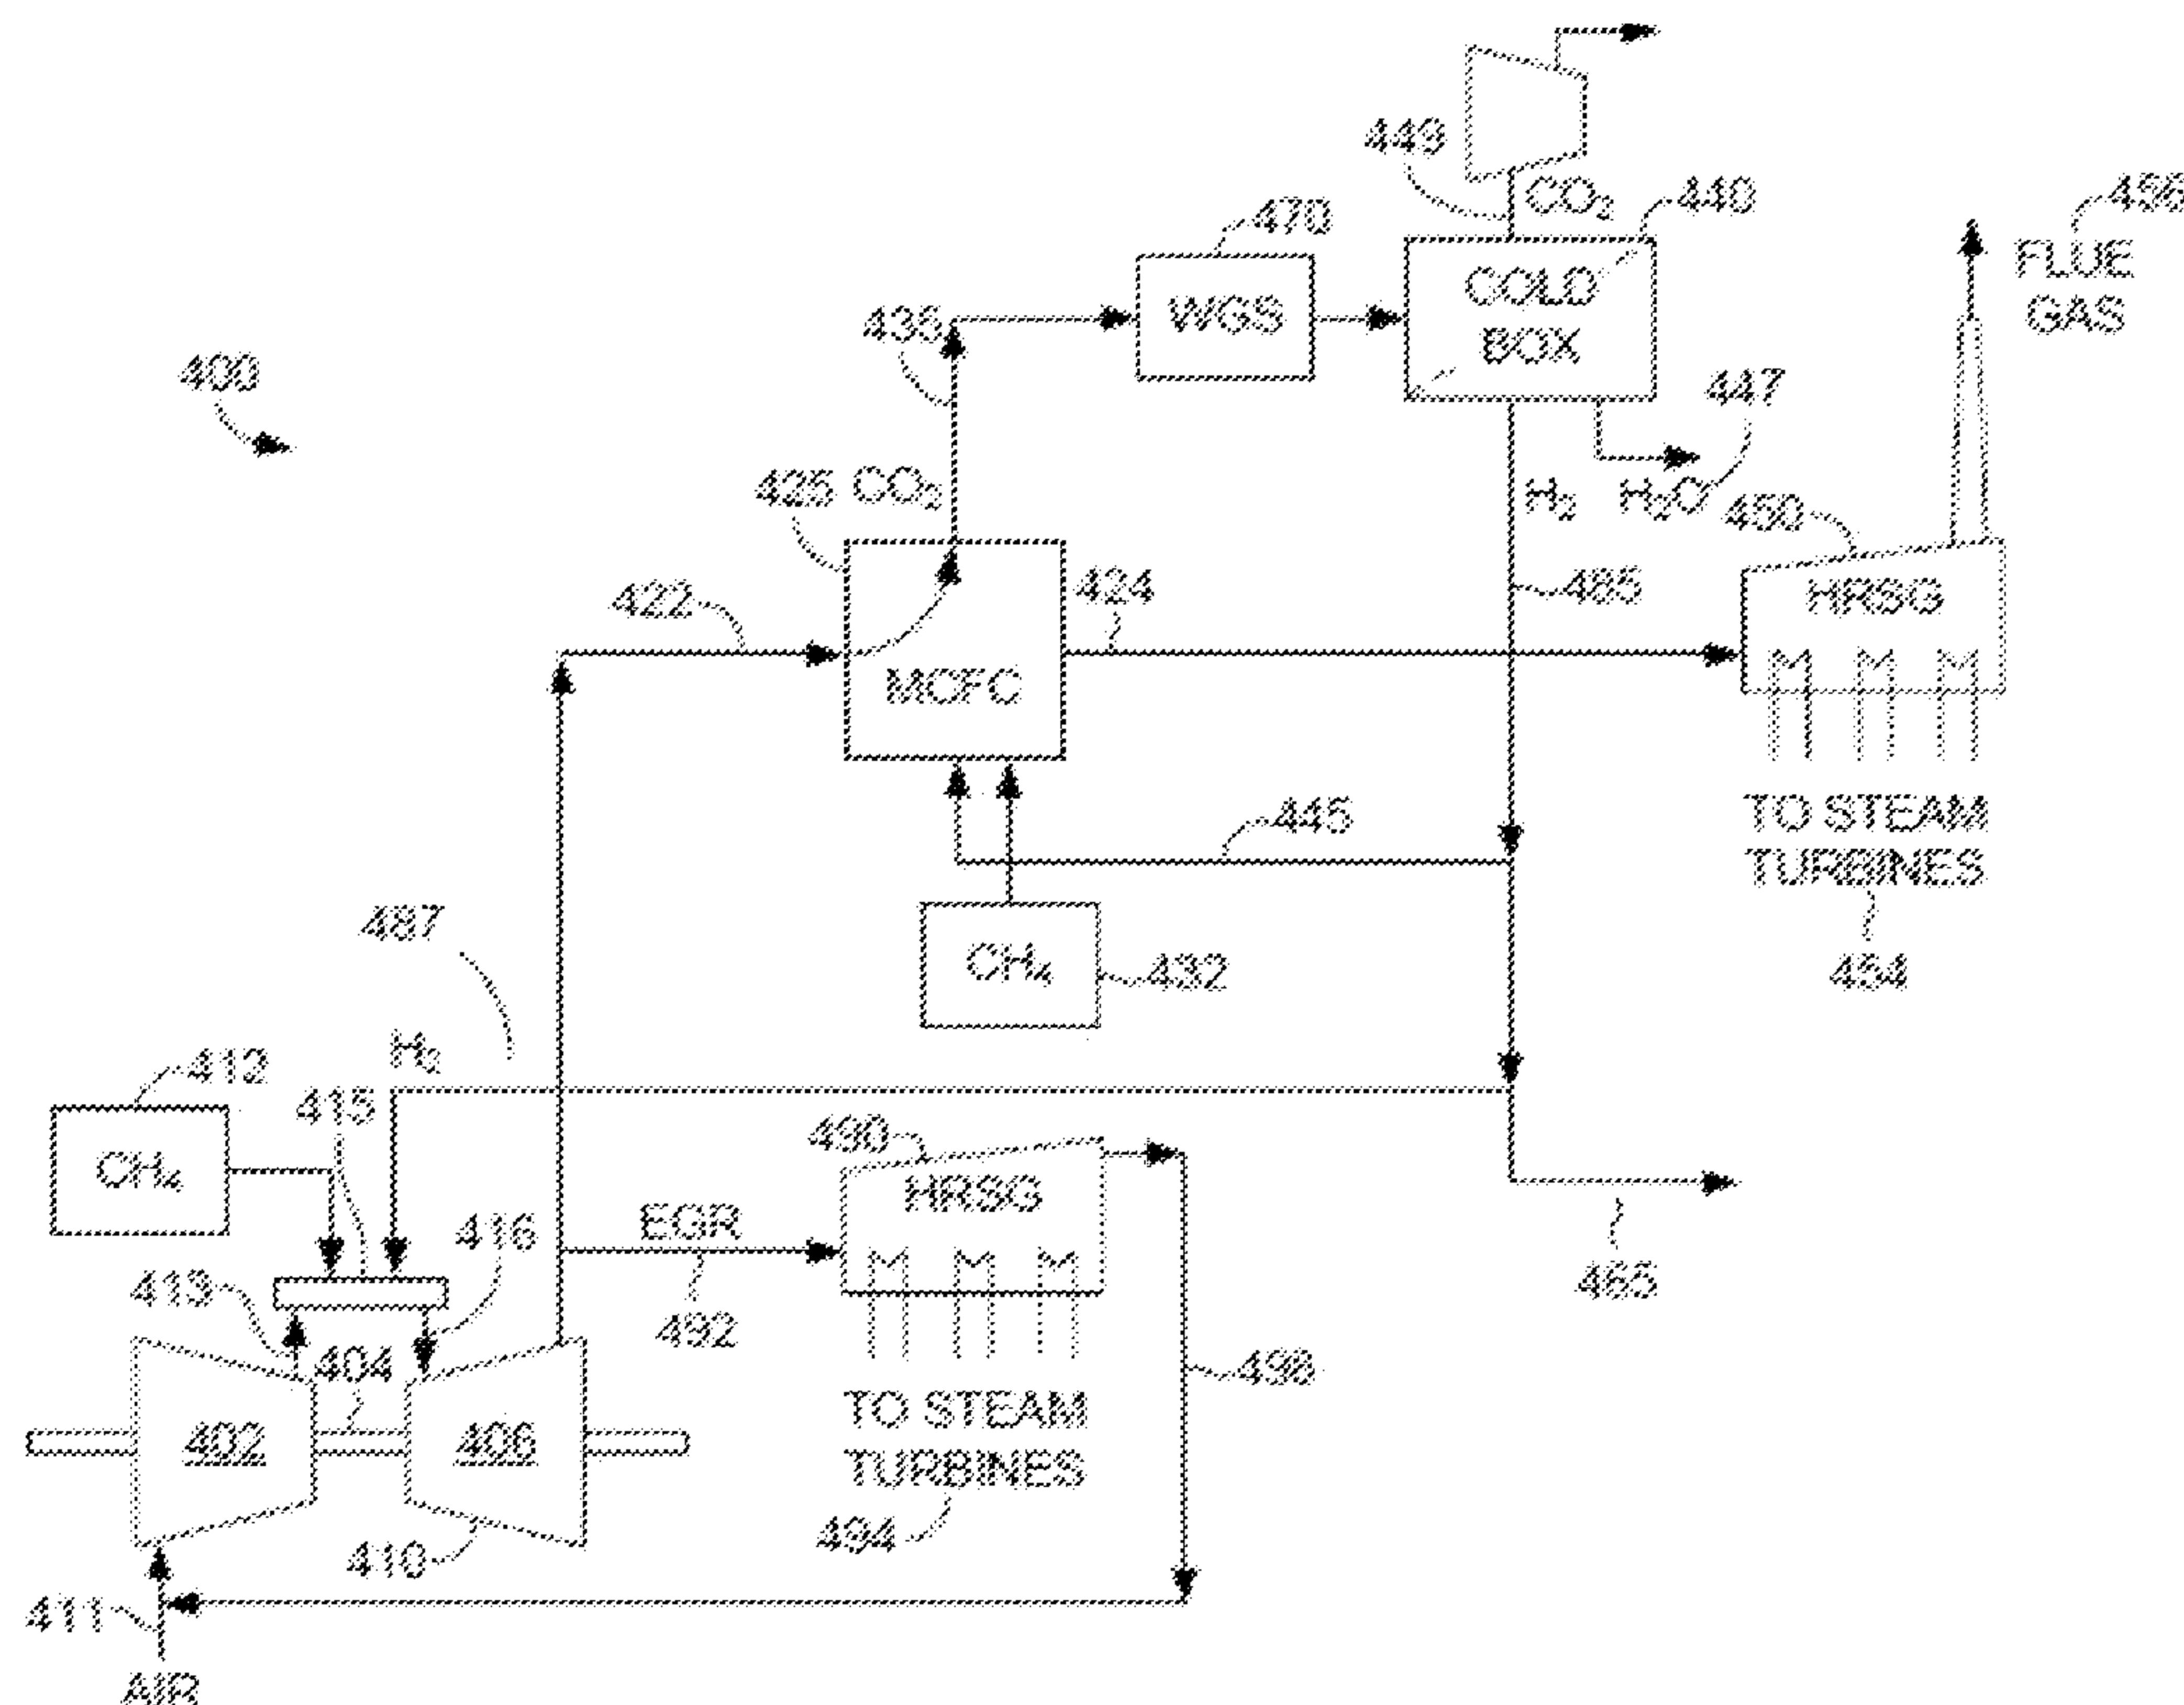 449
CO₂
440
456
FLUE
GAS
470
WGS
COLD
BOX
435
400
447
425
CO₂
H₂
H₂O
450
422
424
485
HRSG
MCFC
445
TO STEAM
TURBINES
454
487
CH₄
432
H₂
412
415
CH₄
490
HRSG
416
EGR
413
492
465
404
498
402
406
TO STEAM
TURBINES
494
410
411
AIR